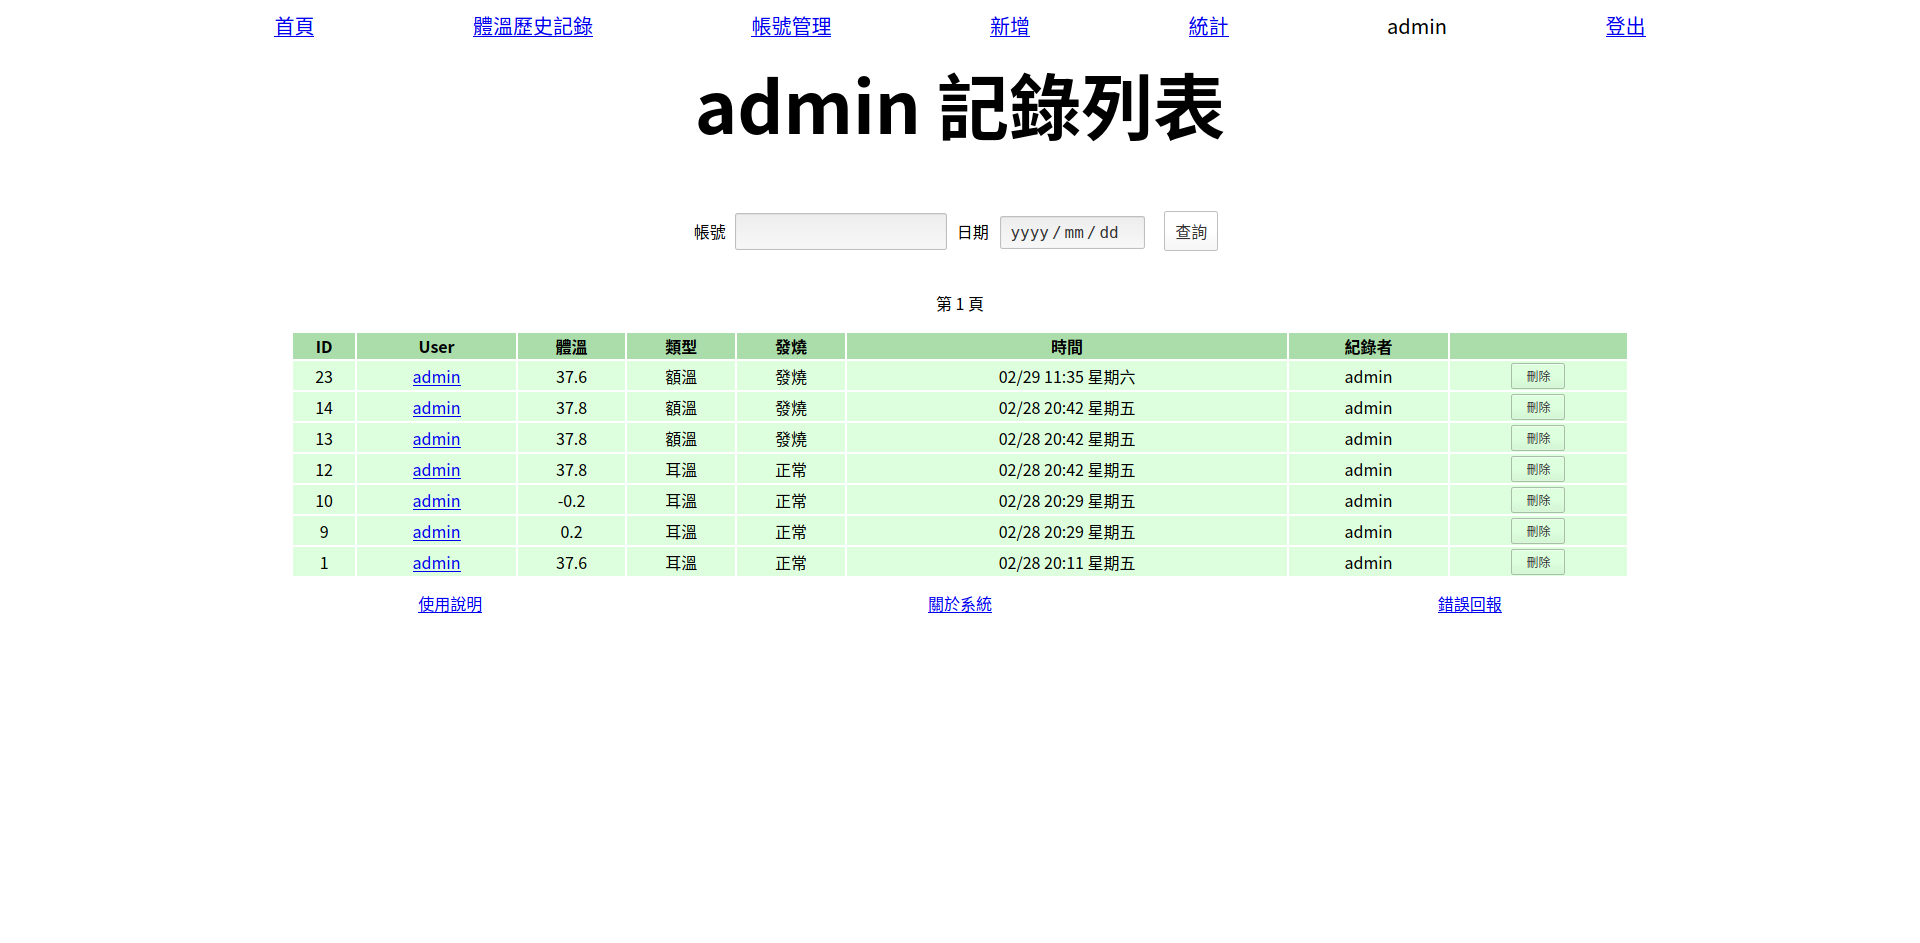 首頁 體溫歷史記錄 帳號管理 新增 統計 admin 登出
admin 記錄列表
帳號 日期 yyyy / mm / dd 查詢
第 1 頁
ID User 體溫 類型 發燒 時間 紀錄者
23 admin 37.6 額溫 發燒 02/29 11:35 星期六 admin 刪除
14 admin 37.8 額溫 發燒 02/28 20:42 星期五 admin 刪除
13 admin 37.8 額溫 發燒 02/28 20:42 星期五 admin 刪除
12 admin 37.8 耳溫 正常 02/28 20:42 星期五 admin 刪除
10 admin -0.2 耳溫 正常 02/28 20:29 星期五 admin 刪除
9 admin 0.2 耳溫 正常 02/28 20:29 星期五 admin 刪除
1 admin 37.6 耳溫 正常 02/28 20:11 星期五 admin 刪除
使用說明 關於系統 錯誤回報